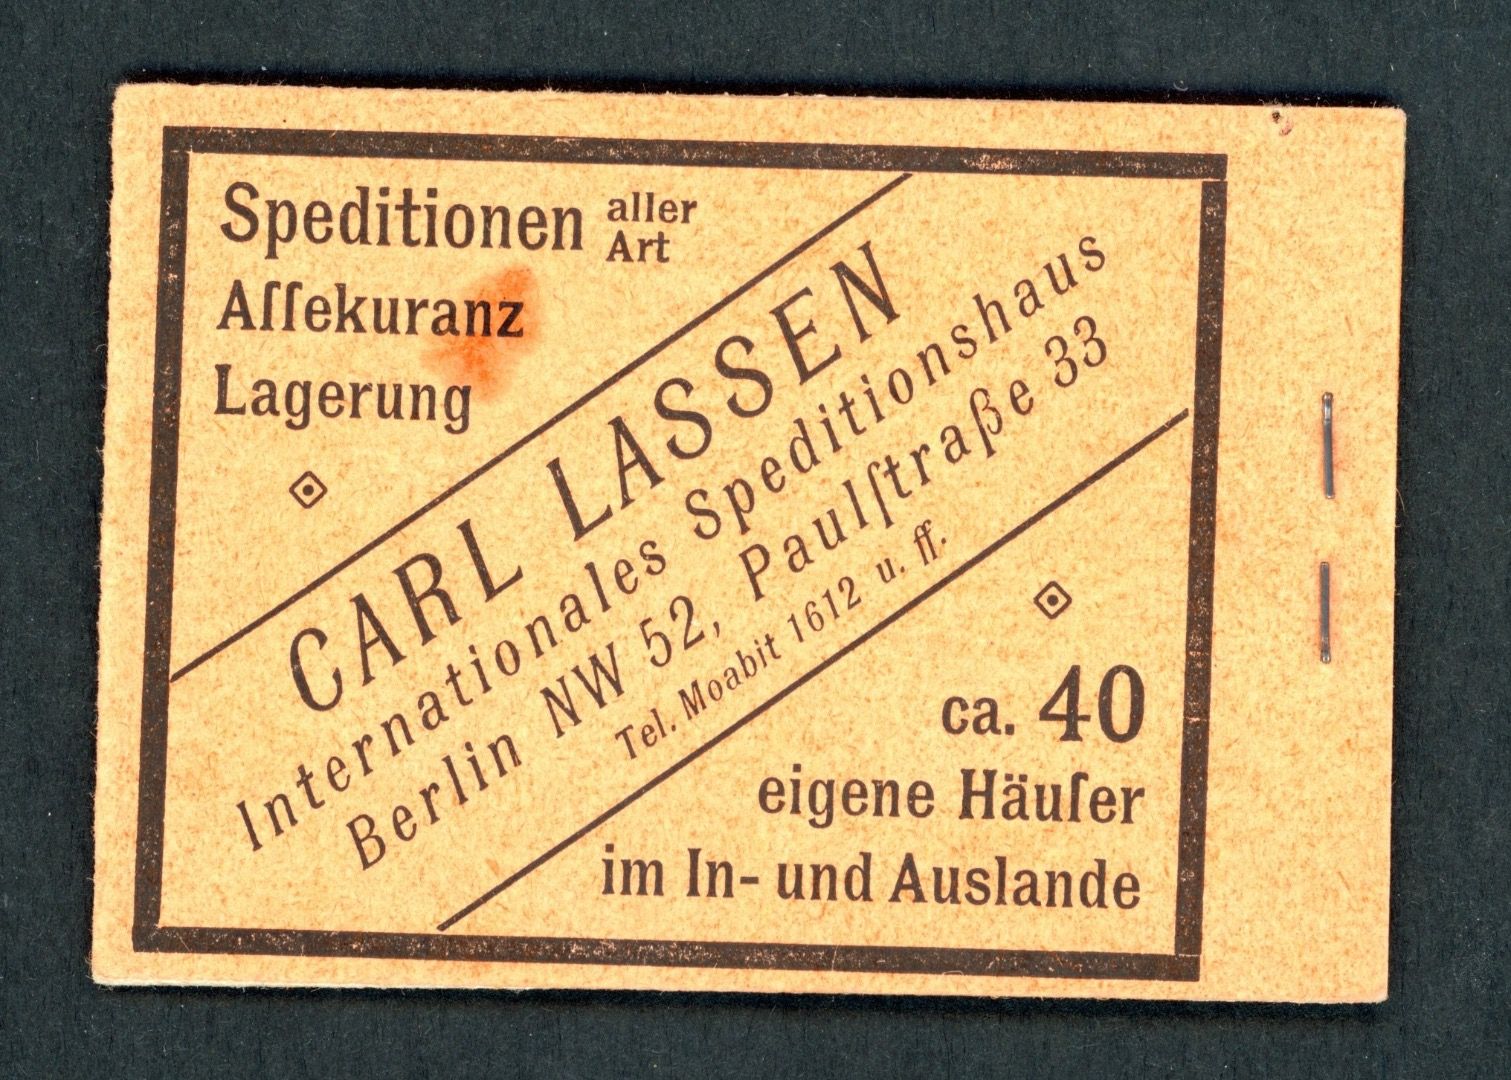 Speditionen aller Art
Aſſekuranz
Lagerung
CARL LASSEN
Internationales Speditionshaus
Berlin NW 52, Paulſtraße 33
Tel. Moabit 1612 u. ff.
ca. 40
eigene Häuſer
im In- und Auslande